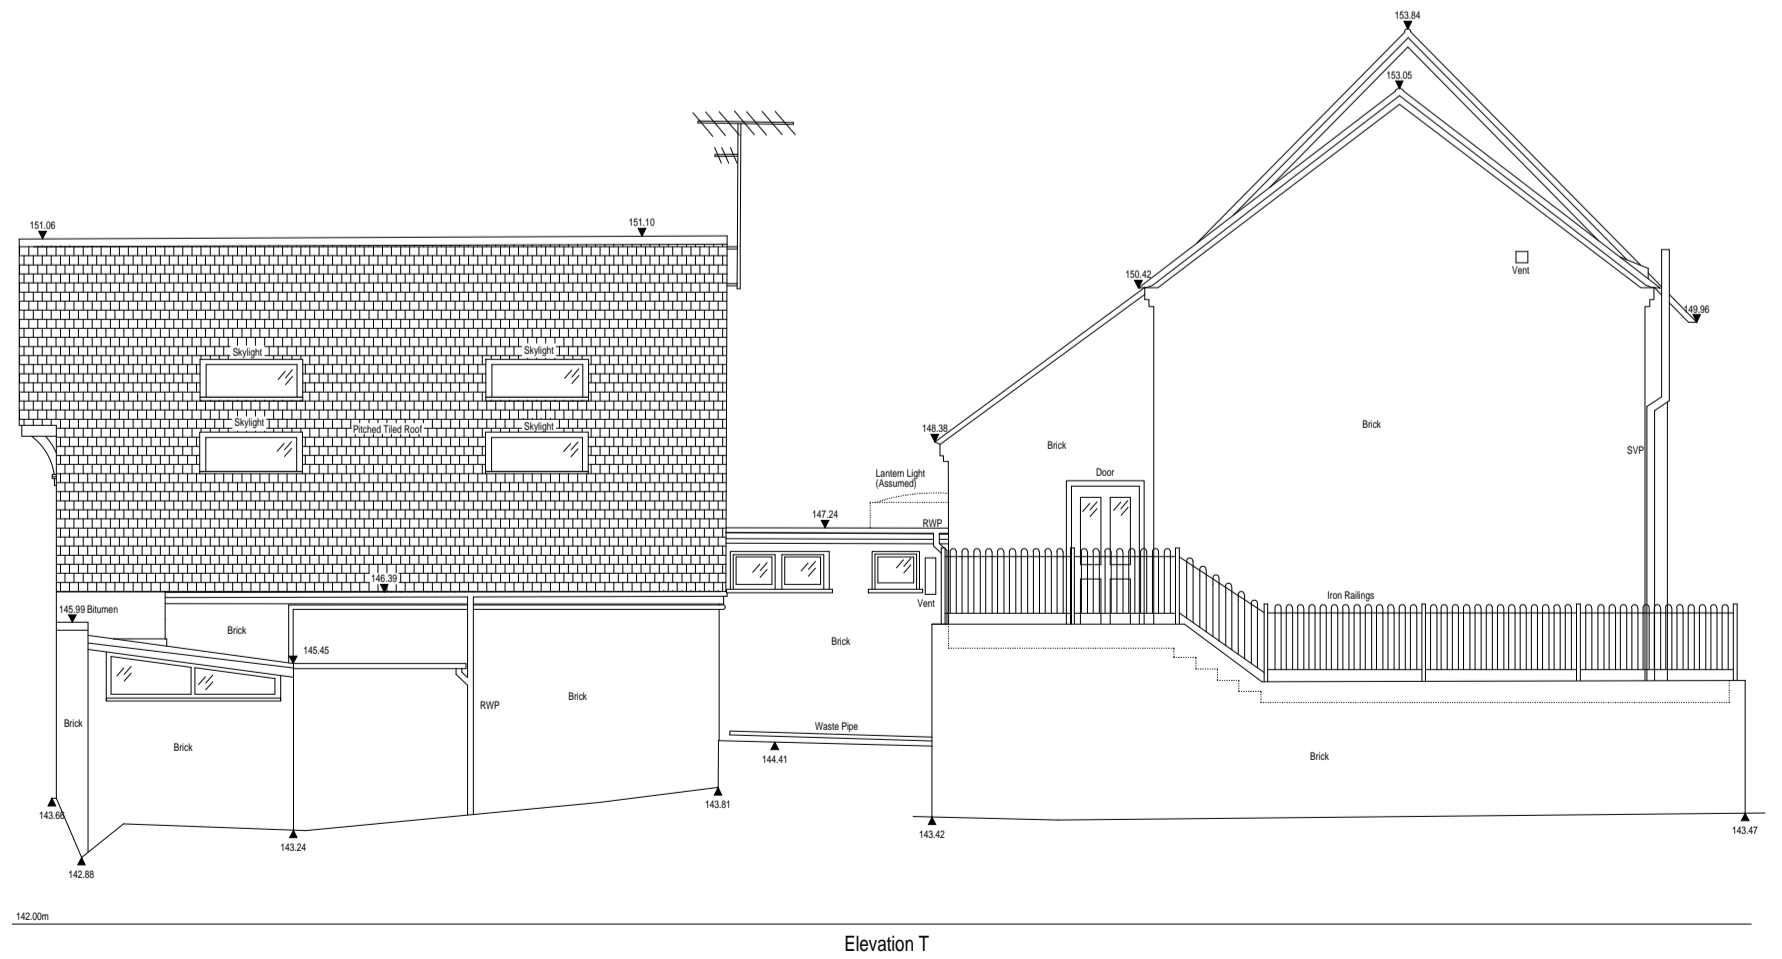 153.84
153.05
151.06
151.10
150.42
Vent
149.96
Skylight
Skylight
Skylight
Skylight
Pitched Tiled Roof
148.38
Brick
Brick
SVP
Door
Lantern Light
(Assumed)
147.24
RWP
146.39
145.99 Bitumen
Vent
Iron Railings
Brick
Brick
145.45
Brick
RWP
Brick
Brick
Waste Pipe
Brick
144.41
Brick
143.66
143.81
143.24
143.42
143.47
142.88
142.00m
Elevation T